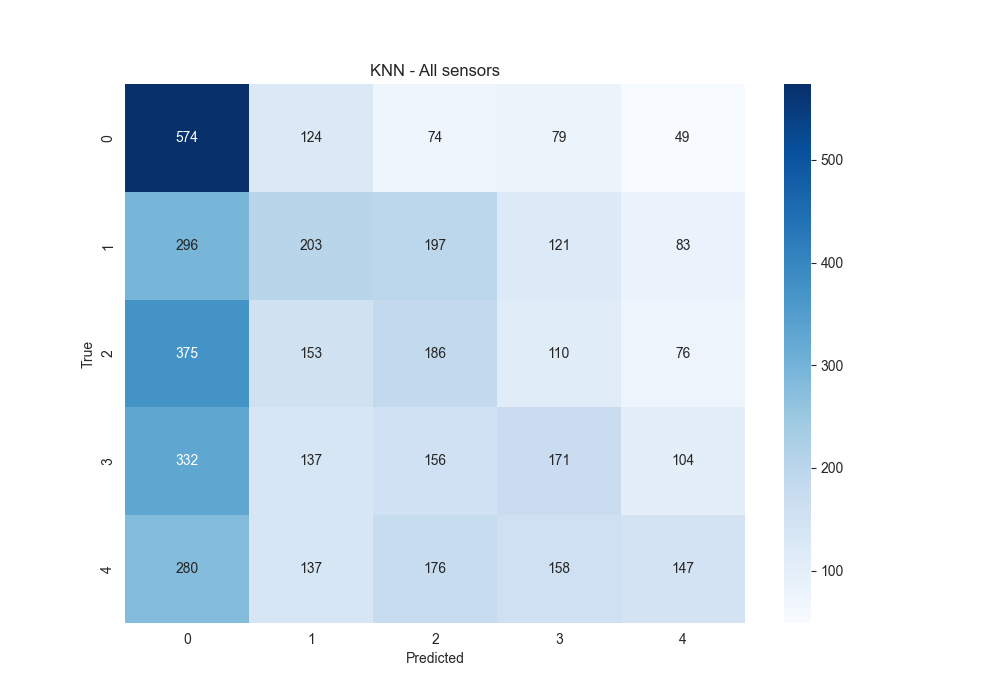 KNN - All sensors
0 574 124 74 79 49
1 296 203 197 121 83
2 375 153 186 110 76
3 332 137 156 171 104
4 280 137 176 158 147
True
0 1 2 3 4
Predicted
500
400
300
200
100